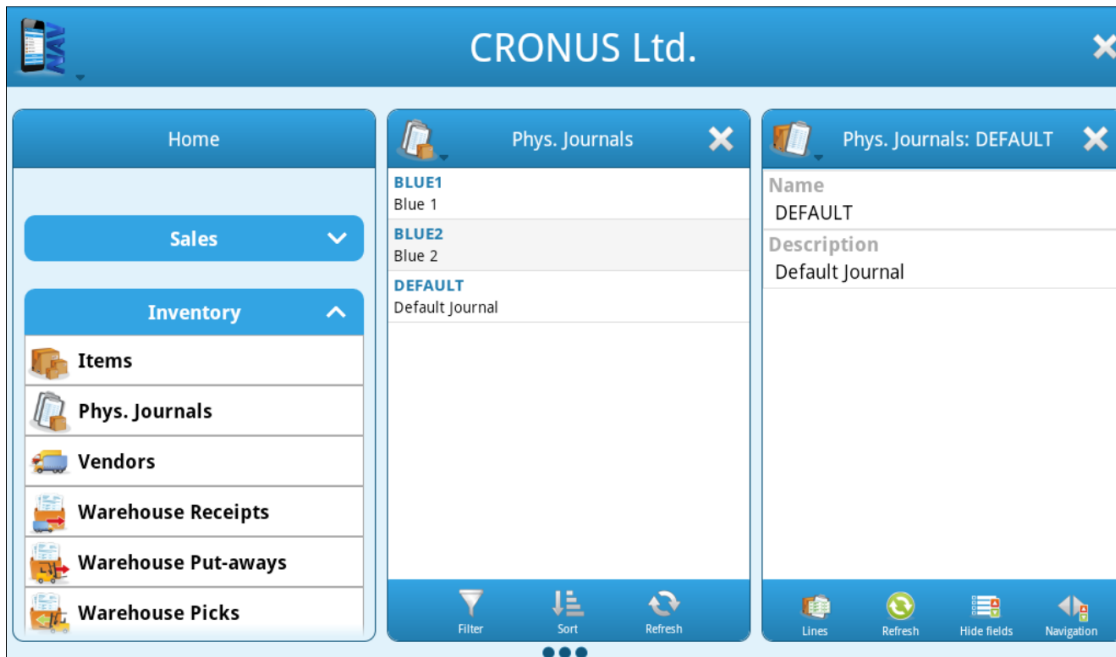 NAV
CRONUS Ltd.
Home
Sales
Inventory
Items
Phys. Journals
Vendors
Warehouse Receipts
Warehouse Put-aways
Warehouse Picks
Phys. Journals
BLUE1
Blue 1
BLUE2
Blue 2
DEFAULT
Default Journal
Filter
Sort
Refresh
Phys. Journals: DEFAULT
Name
DEFAULT
Description
Default Journal
Lines
Refresh
Hide fields
Navigation